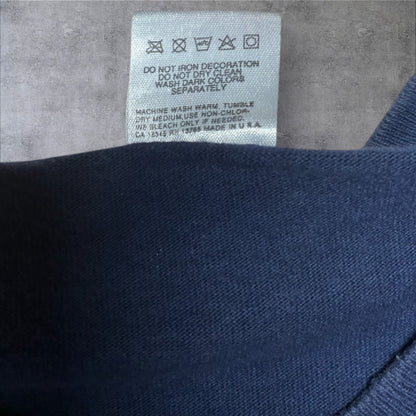 DO NOT IRON DECORATION
DO NOT DRY CLEAN
WASH DARK COLORS
SEPARATELY
MACHINE WASH WARM, TUMBLE
DRY MEDIUM, USE NON-CHLOR-
INE BLEACH ONLY IF NEEDED.
MADE IN U.S.A.